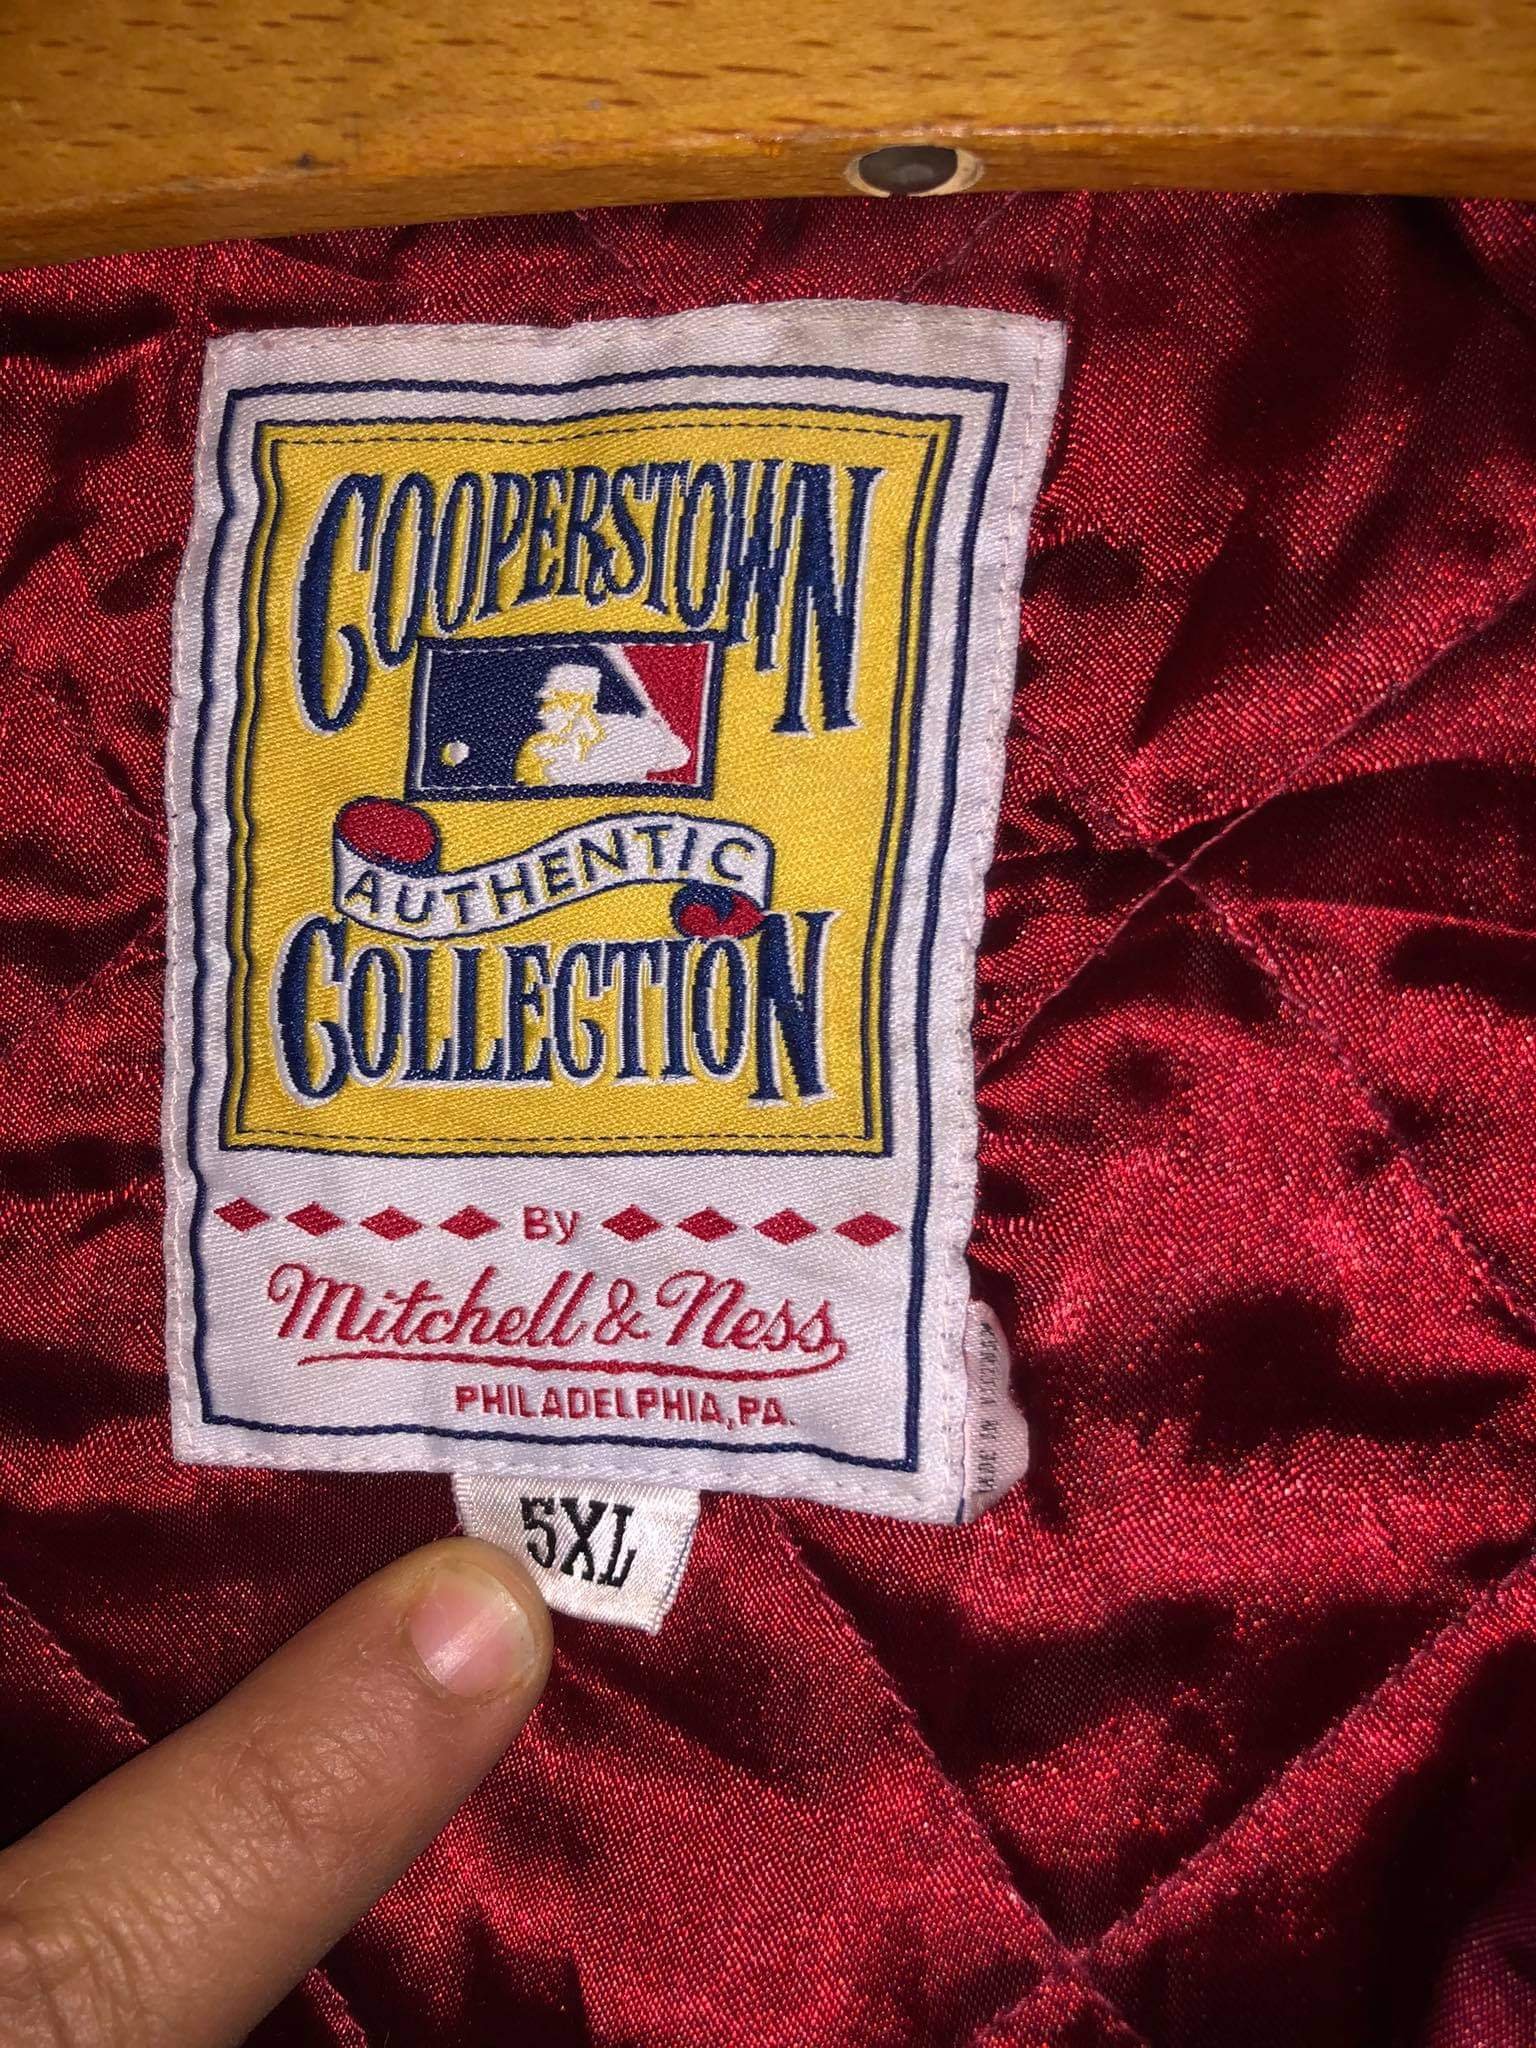 COOPERSTOWN
AUTHENTIC
COLLECTION
BY
Mitchell & Ness
PHILADELPHIA, PA.
5XL